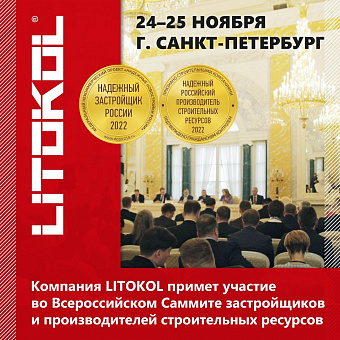 LITOKOL
®
24–25 НОЯБРЯ
Г. САНКТ-ПЕТЕРБУРГ
НАДЕЖНЫЙ
ЗАСТРОЙЩИК
РОССИИ
2022
НАДЕЖНЫЙ
РОССИЙСКИЙ
ПРОИЗВОДИТЕЛЬ
СТРОИТЕЛЬНЫХ
РЕСУРСОВ
2022
Компания LITOKOL примет участие
во Всероссийском Саммите застройщиков
и производителей строительных ресурсов